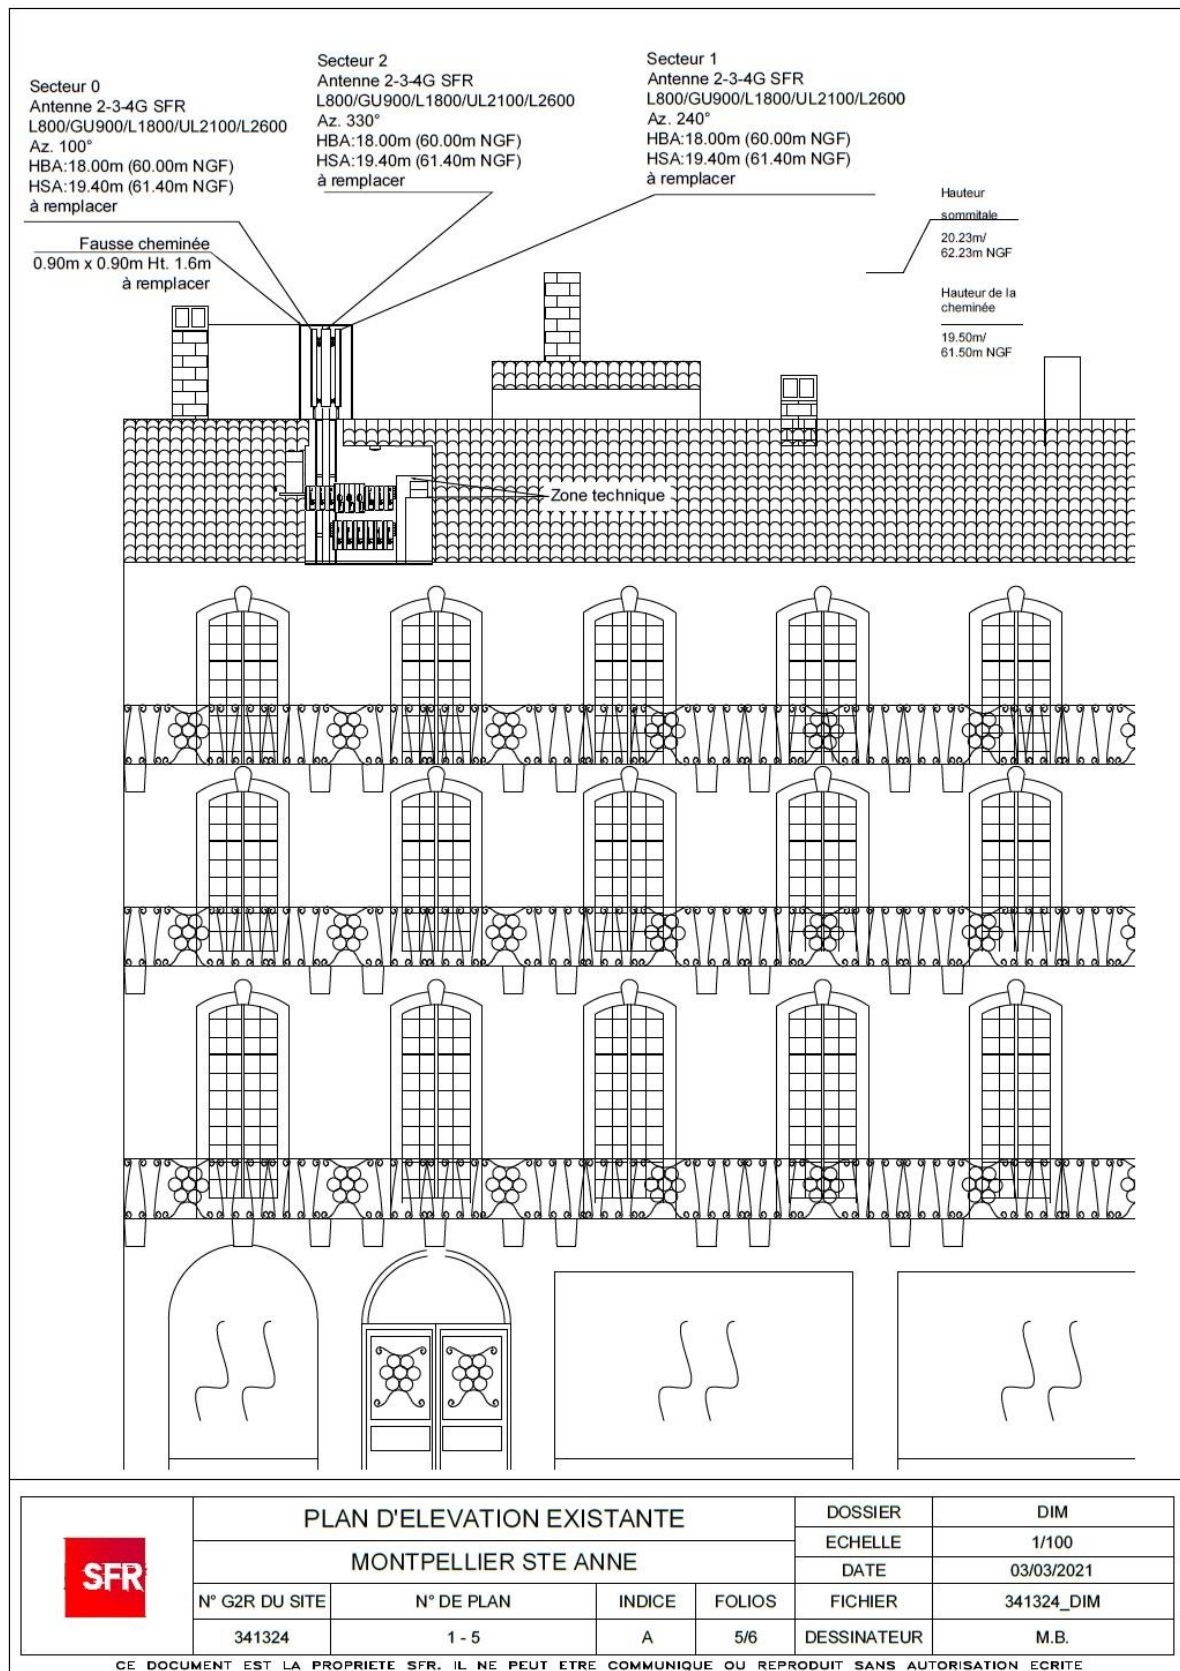 Secteur 0
Antenne 2-3-4G SFR
L800/GU900/L1800/UL2100/L2600
Az. 100°
HBA:18.00m (60.00m NGF)
HSA:19.40m (61.40m NGF)
à remplacer
Secteur 2
Antenne 2-3-4G SFR
L800/GU900/L1800/UL2100/L2600
Az. 330°
HBA:18.00m (60.00m NGF)
HSA:19.40m (61.40m NGF)
à remplacer
Secteur 1
Antenne 2-3-4G SFR
L800/GU900/L1800/UL2100/L2600
Az. 240°
HBA:18.00m (60.00m NGF)
HSA:19.40m (61.40m NGF)
à remplacer
Fausse cheminée
0.90m x 0.90m Ht. 1.6m
à remplacer
Hauteur
sommitale
20.23m/
62.23m NGF
Hauteur de la
cheminée
19.50m/
61.50m NGF
Zone technique
SFR
PLAN D'ELEVATION EXISTANTE
MONTPELLIER STE ANNE
N° G2R DU SITE
N° DE PLAN
INDICE
FOLIOS
341324
1 - 5
A
5/6
DOSSIER
DIM
ECHELLE
1/100
DATE
03/03/2021
FICHIER
341324_DIM
DESSINATEUR
M.B.
CE DOCUMENT EST LA PROPRIETE SFR. IL NE PEUT ETRE COMMUNIQUE OU REPRODUIT SANS AUTORISATION ECRITE